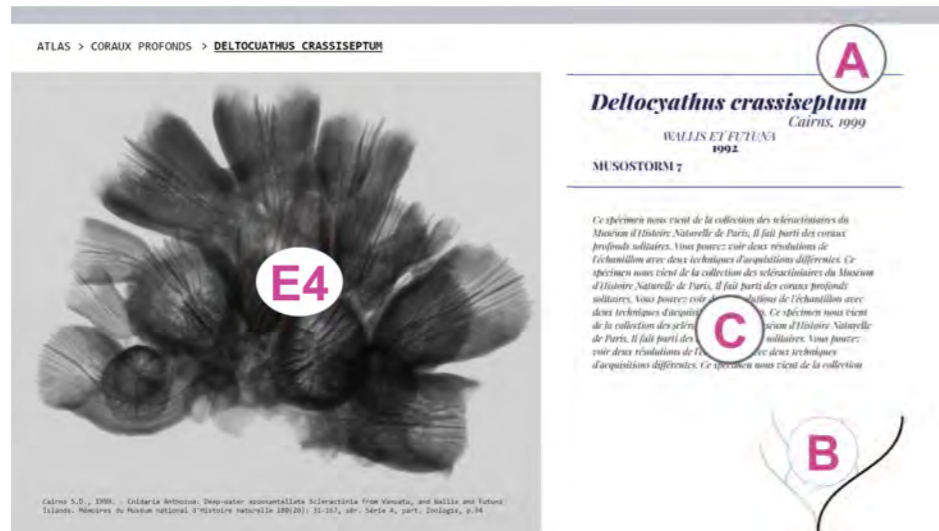 ATLAS > CORAUX PROFONDS > DELTOCUATHUS CRASSISEPTUM
A
Deltocyathus crassiseptum
Cairns, 1999
WALLIS ET FUTUNA
1992
MUSOSTORM 7
E4
Ce spécimen nous vient de la collection des scléractiniaires du
Muséum d'Histoire Naturelle de Paris, Il fait parti des coraux
profonds solitaires. Vous pouvez voir deux résolutions de
l'échantillon avec deux techniques d'acquisitions différentes. Ce
spécimen nous vient de la collection des scléractiniaires du Muséum
d'Histoire Naturelle de Paris, Il fait parti des coraux profonds
solitaires. Vous pouvez voir de l'échantillon avec
deux techniques Ce spécimen nous vient
de la collection des d'Histoire Naturelle
de Paris, Il fait parti des solitaires. Vous pouvez
voir deux résolutions de deux techniques
d'acquisitions différentes. Ce spécimen nous vient de la collection
C
B
Cairns S.D., 1999. - Cnidaria Anthozoa: Deep-water azooxantellate Scleractinia from Vanuatu, and Wallis and Futuna
Islands. Mémoires du Muséum national d'Histoire naturelle 180(20): 31-167, sér. Série A, part. Zoologie, p.94